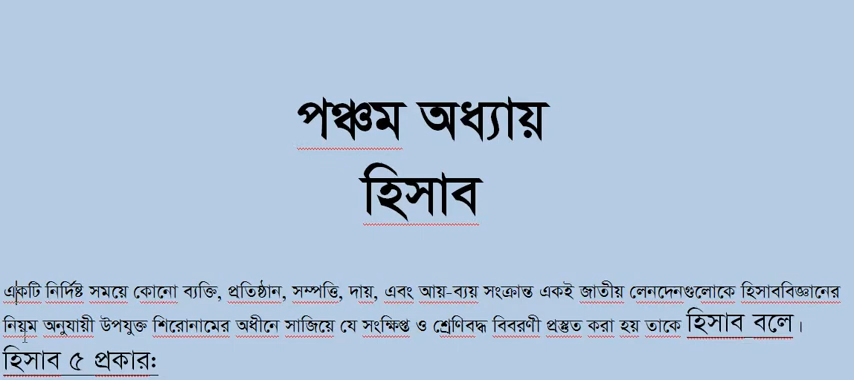 পঞ্চম অধ্যায়
হিসাব
একটি নির্দিষ্ট সময়ে কোনো ব্যক্তি, প্রতিষ্ঠান, সম্পত্তি, দায়, এবং আয়-ব্যয় সংক্রান্ত একই জাতীয় লেনদেনগুলোকে হিসাববিজ্ঞানের
নিয়ম অনুযায়ী উপযুক্ত শিরোনামের অধীনে সাজিয়ে যে সংক্ষিপ্ত ও শ্রেণিবদ্ধ বিবরণী প্রস্তুত করা হয় তাকে হিসাব বলে।
হিসাব ৫ প্রকার: